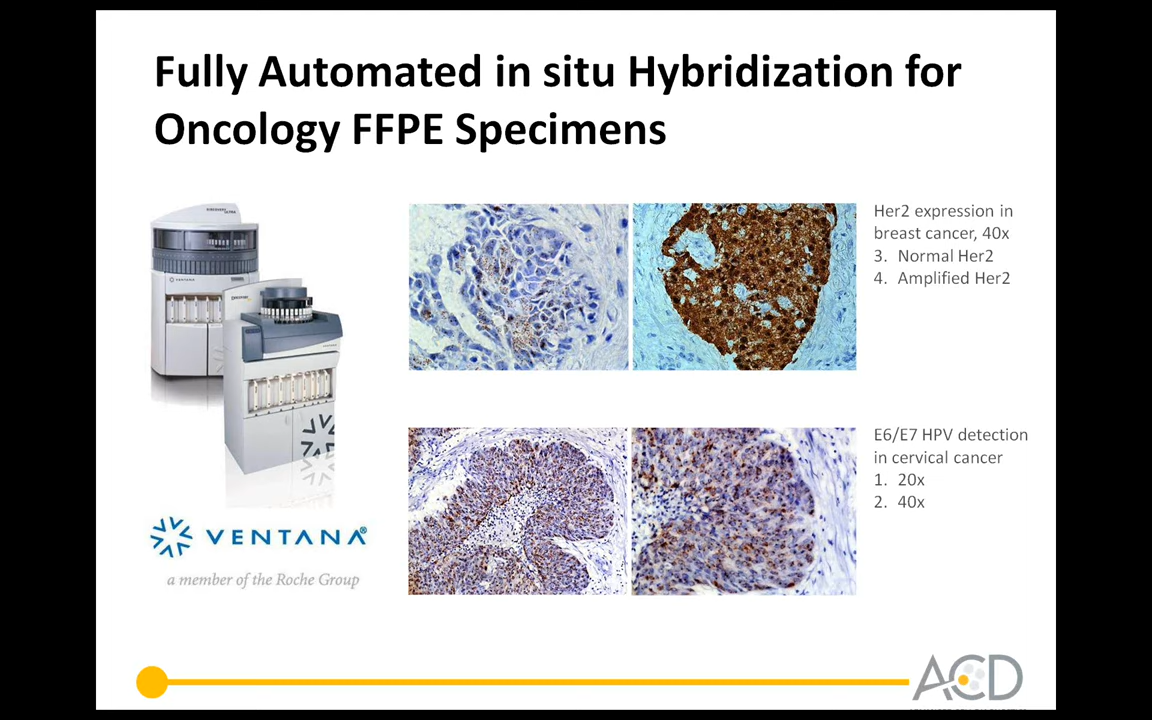 Fully Automated in situ Hybridization for
Oncology FFPE Specimens
Her2 expression in
breast cancer, 40x
3. Normal Her2
4. Amplified Her2
E6/E7 HPV detection
in cervical cancer
1. 20x
2. 40x
VENTANA®
a member of the Roche Group
ACD